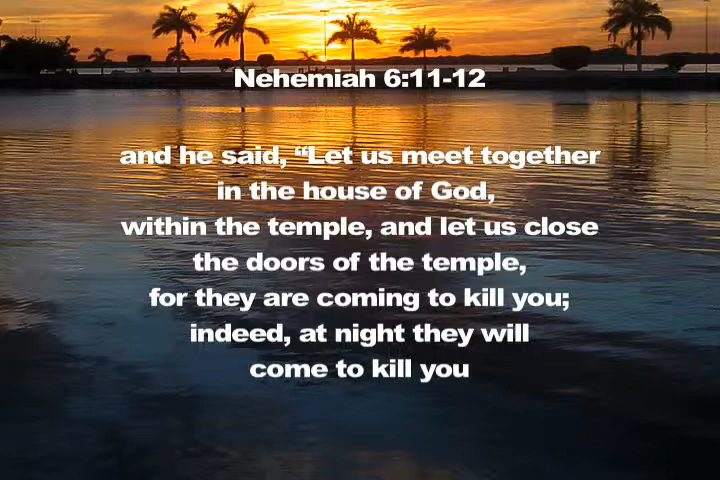 Nehemiah 6:11-12
and he said, “Let us meet together
in the house of God,
within the temple, and let us close
the doors of the temple,
for they are coming to kill you;
indeed, at night they will
come to kill you